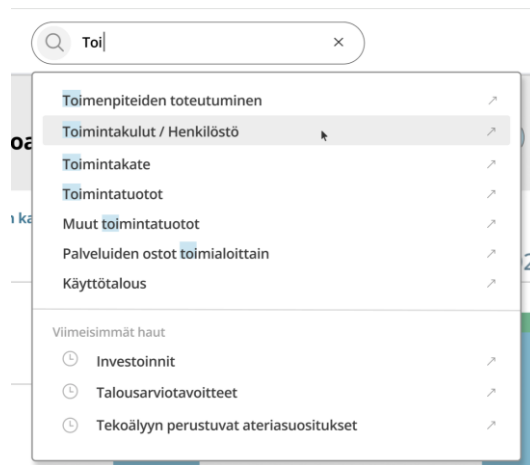 Toi
Toimenpiteiden toteutuminen
Toimintakulut / Henkilöstö
Toimintakate
Toimintatuotot
Muut toimintatuotot
Palveluiden ostot toimialoittain
Käyttötalous
Viimeisimmät haut
Investoinnit
Talousarviotavoitteet
Tekoälyyn perustuvat ateriasuositukset